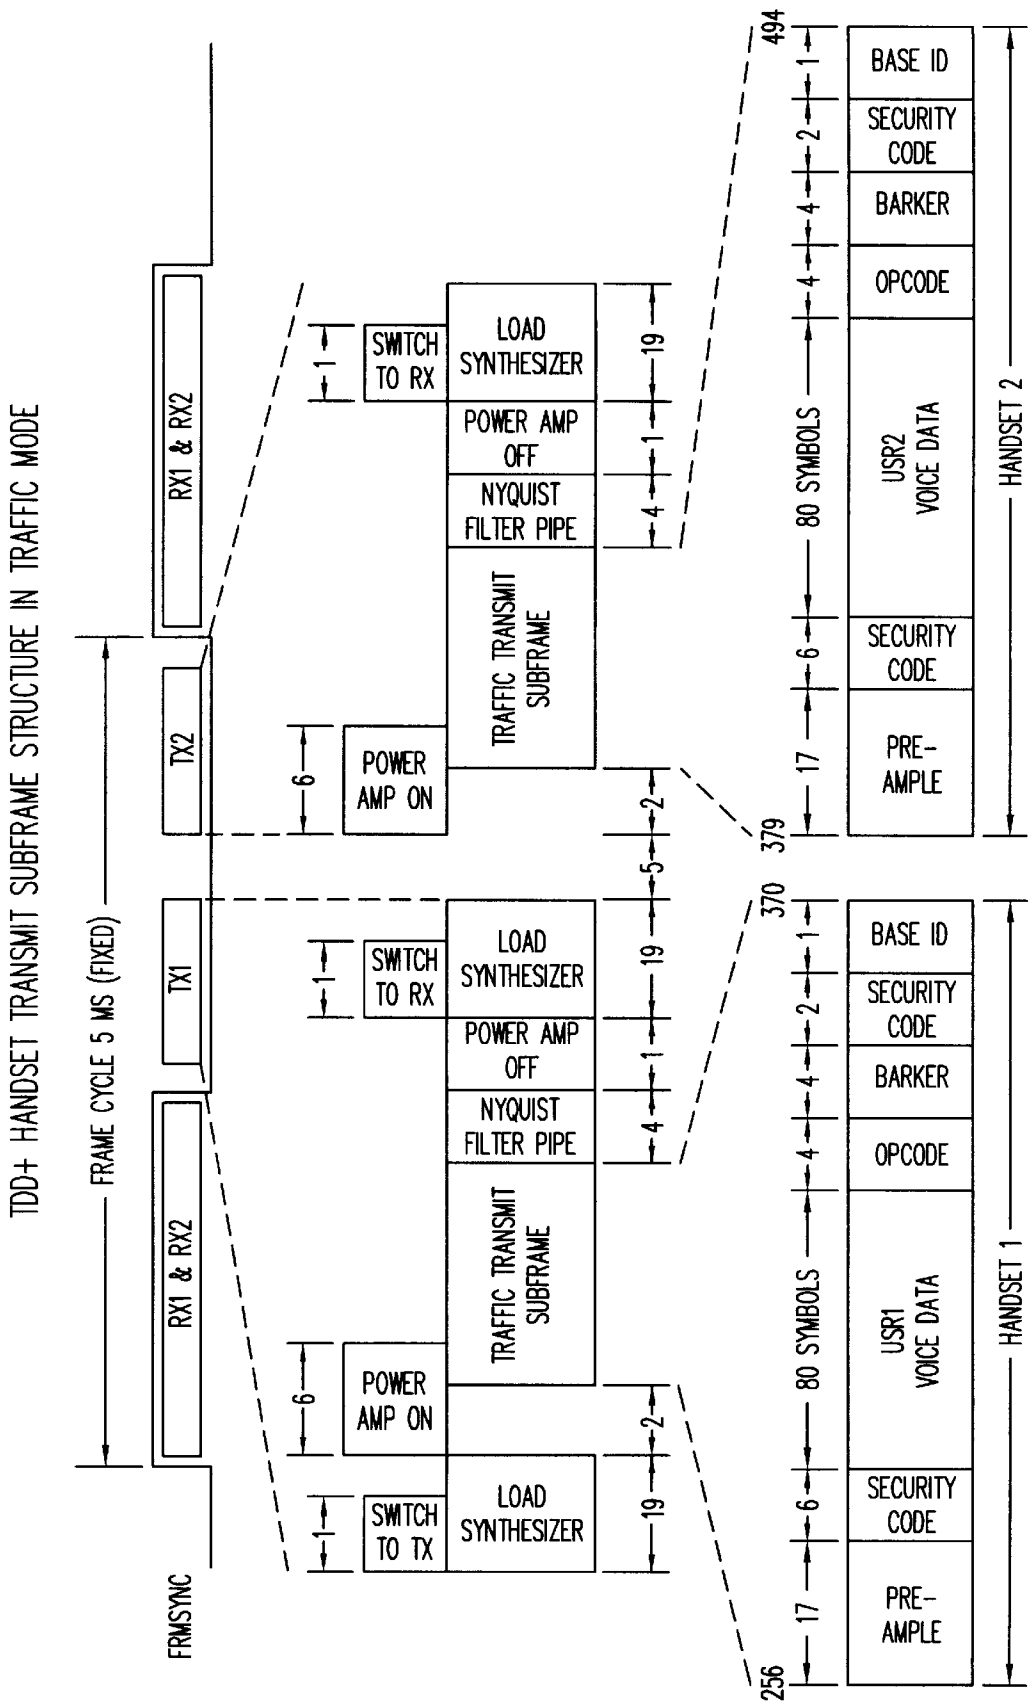 TDD+ HANDSET TRANSMIT SUBFRAME STRUCTURE IN TRAFFIC MODE
FRAME CYCLE 5 MS (FIXED)
FRMSYNC
RX1 & RX2
TX1
TX2
RX1 & RX2
1
6
1
6
1
SWITCH
TO TX
POWER
AMP ON
SWITCH
TO RX
POWER
AMP ON
SWITCH
TO RX
LOAD
SYNTHESIZER
TRAFFIC TRANSMIT
SUBFRAME
NYQUIST
FILTER PIPE
POWER AMP
OFF
LOAD
SYNTHESIZER
TRAFFIC TRANSMIT
SUBFRAME
NYQUIST
FILTER PIPE
POWER AMP
OFF
LOAD
SYNTHESIZER
19
2
4
1
19
5
2
4
1
19
256
370
379
494
17
6
80 SYMBOLS
4
4
2
1
17
6
80 SYMBOLS
4
4
2
1
PRE-
AMPLE
SECURITY
CODE
USR1
VOICE DATA
OPCODE
BARKER
SECURITY
CODE
BASE ID
PRE-
AMPLE
SECURITY
CODE
USR2
VOICE DATA
OPCODE
BARKER
SECURITY
CODE
BASE ID
HANDSET 1
HANDSET 2